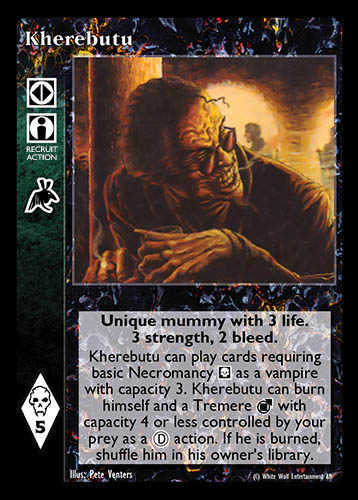 Kherebutu
RECRUIT
ACTION
Unique mummy with 3 life.
3 strength, 2 bleed.
Kherebutu can play cards requiring
basic Necromancy as a vampire
with capacity 3. Kherebutu can burn
himself and a Tremere with
capacity 4 or less controlled by your
prey as a D action. If he is burned,
shuffle him in his owner's library.
5
Illus: Pete Venters
(C) White Wolf Entertainment AB